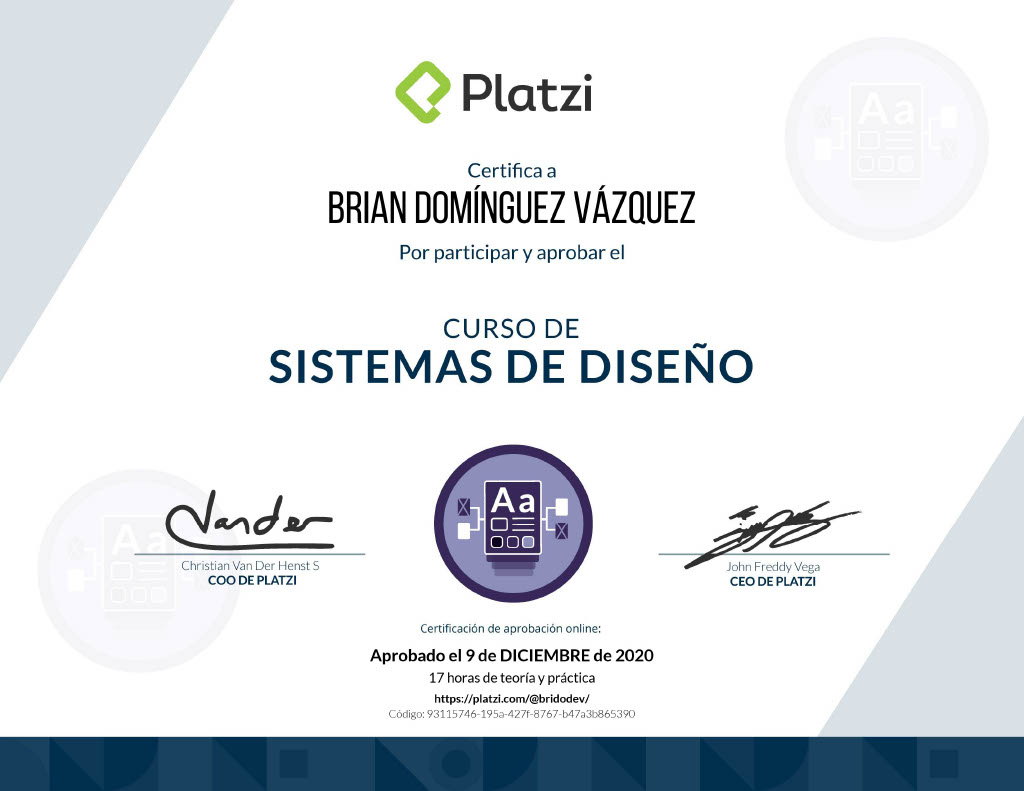 Platzi
Certifica a
BRIAN DOMÍNGUEZ VÁZQUEZ
Por participar y aprobar el
CURSO DE
SISTEMAS DE DISEÑO
Aa
Aa
Aa
Vander
Christian Van Der Henst S
COO DE PLATZI
John Freddy Vega
CEO DE PLATZI
Certificación de aprobación online:
Aprobado el 9 de DICIEMBRE de 2020
17 horas de teoría y práctica
https://platzi.com/@bridodev/
Código: 93115746-195a-427f-8767-b47a3b865390